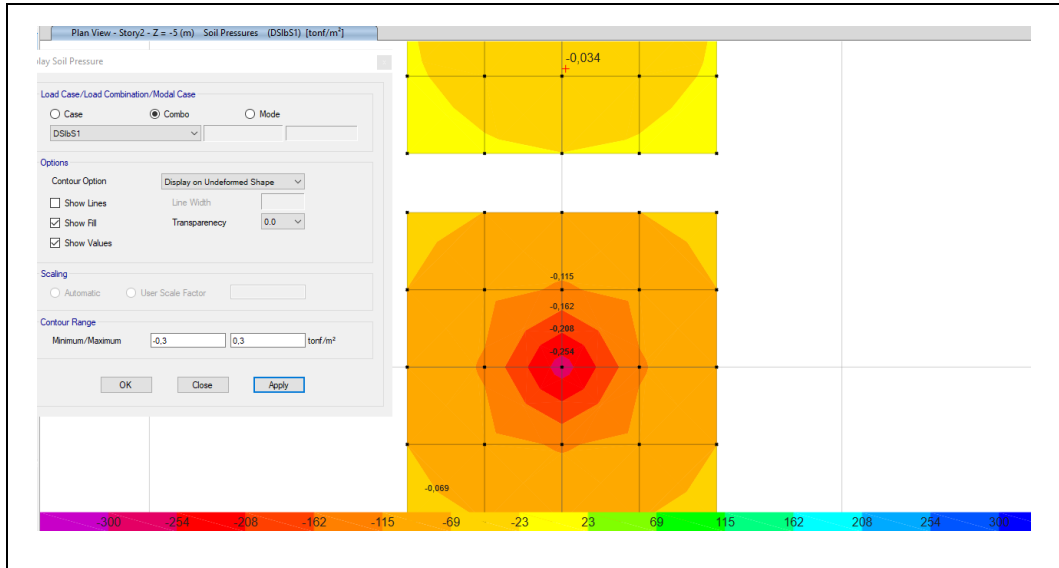 Plan View - Story2 - Z = -5 (m) Soil Pressures (DSlbS1) [tonf/m²]
lay Soil Pressure
Load Case/Load Combination/Modal Case
Case Combo Mode
DSlbS1
Options
Contour Option Display on Undeformed Shape
Show Lines Line Width
Show Fill Transparenecy 0.0
Show Values
Scaling
Automatic User Scale Factor
Contour Range
Minimum/Maximum -0,3 0,3 tonf/m²
OK Close Apply
-0,034
-0,115
-0,162
-0,208
-0,254
-0,069
-300 -254 -208 -162 -115 -69 -23 23 69 115 162 208 254 300